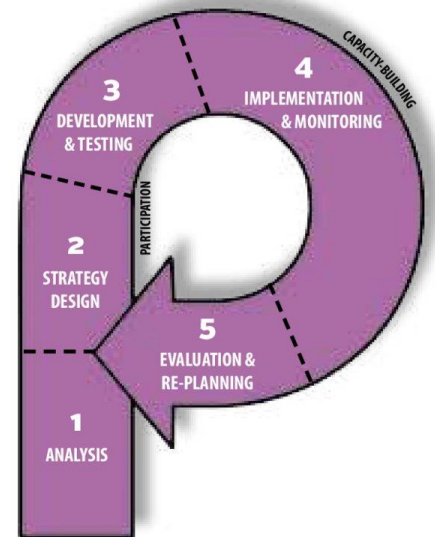 1
ANALYSIS
2
STRATEGY
DESIGN
3
DEVELOPMENT
& TESTING
4
IMPLEMENTATION
& MONITORING
5
EVALUATION &
RE-PLANNING
PARTICIPATION
CAPACITY-BUILDING